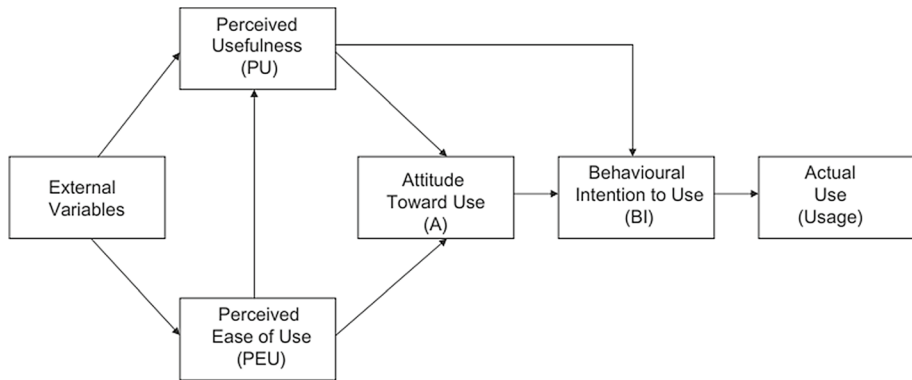 Perceived
Usefulness
(PU)
External
Variables
Attitude
Toward Use
(A)
Behavioural
Intention to Use
(BI)
Actual
Use
(Usage)
Perceived
Ease of Use
(PEU)